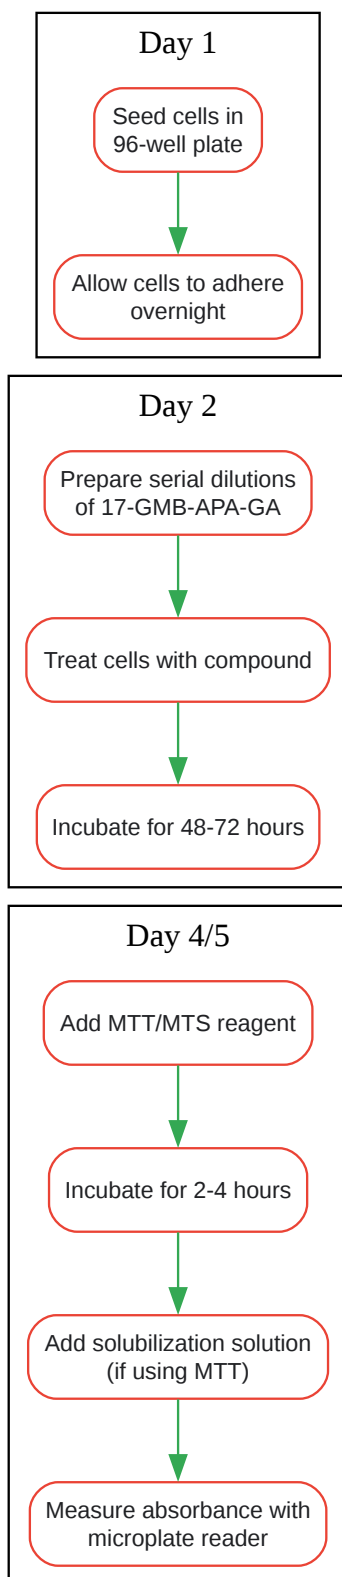 Day 1
Seed cells in
96-well plate
Allow cells to adhere
overnight
Day 2
Prepare serial dilutions
of 17-GMB-APA-GA
Treat cells with compound
Incubate for 48-72 hours
Day 4/5
Add MTT/MTS reagent
Incubate for 2-4 hours
Add solubilization solution
(if using MTT)
Measure absorbance with
microplate reader